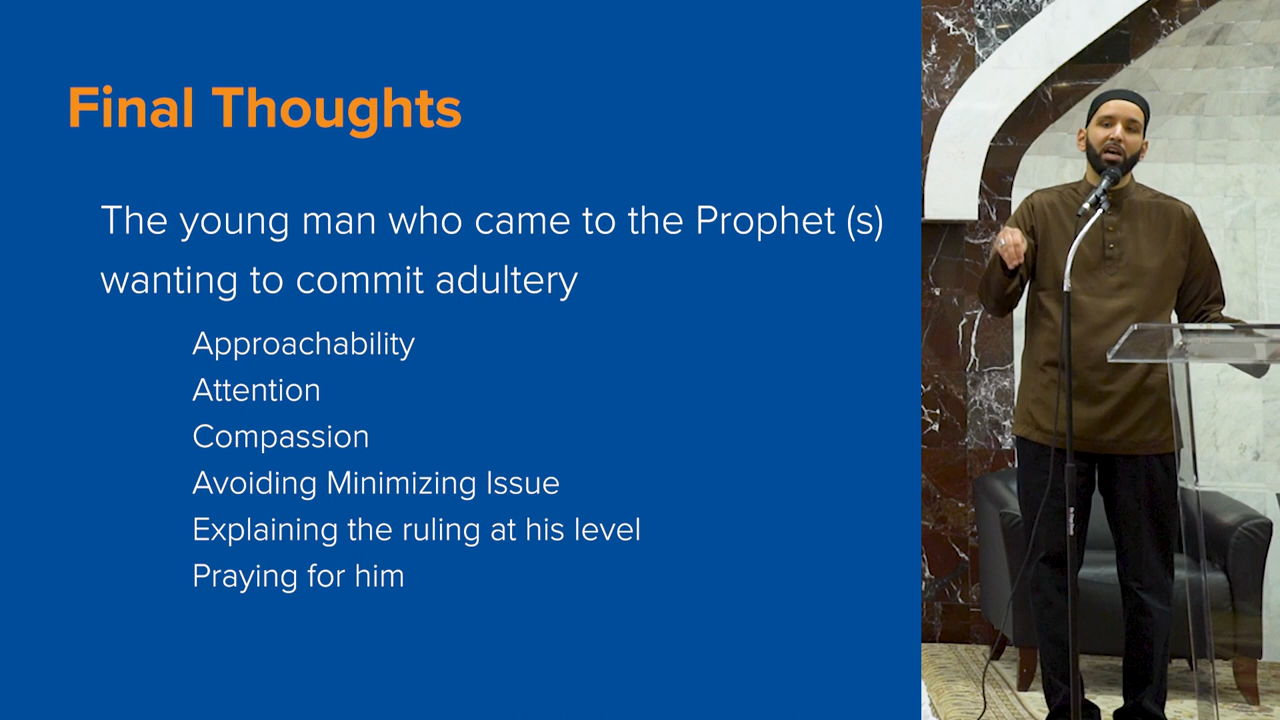 Final Thoughts
The young man who came to the Prophet (s)
wanting to commit adultery
Approachability
Attention
Compassion
Avoiding Minimizing Issue
Explaining the ruling at his level
Praying for him